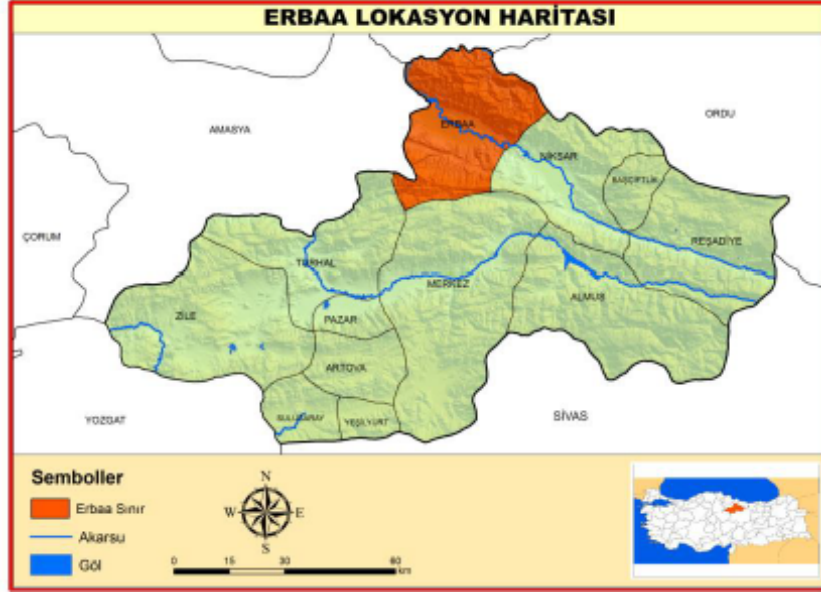 ERBAA LOKASYON HARİTASI
AMASYA
ORDU
ERBAA
NİKSAR
BAŞÇİFTLİK
ÇORUM
REŞADİYE
TURHAL
MERKEZ
ALMUS
ZİLE
PAZAR
ARTOVA
YOZGAT
SULUSARAY
YEŞİLYURT
SİVAS
Semboller
Erbaa Sınır
Akarsu
Göl
N
W
E
S
0 15 30 60
km